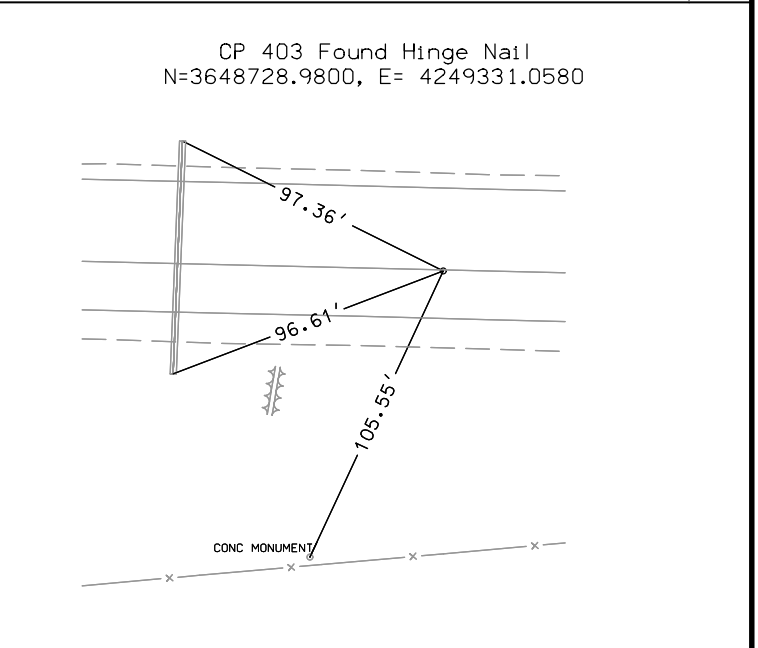 CP 403 Found Hinge Nail
N=3648728.9800, E= 4249331.0580
97.36'
96.61'
105.55'
CONC MONUMENT